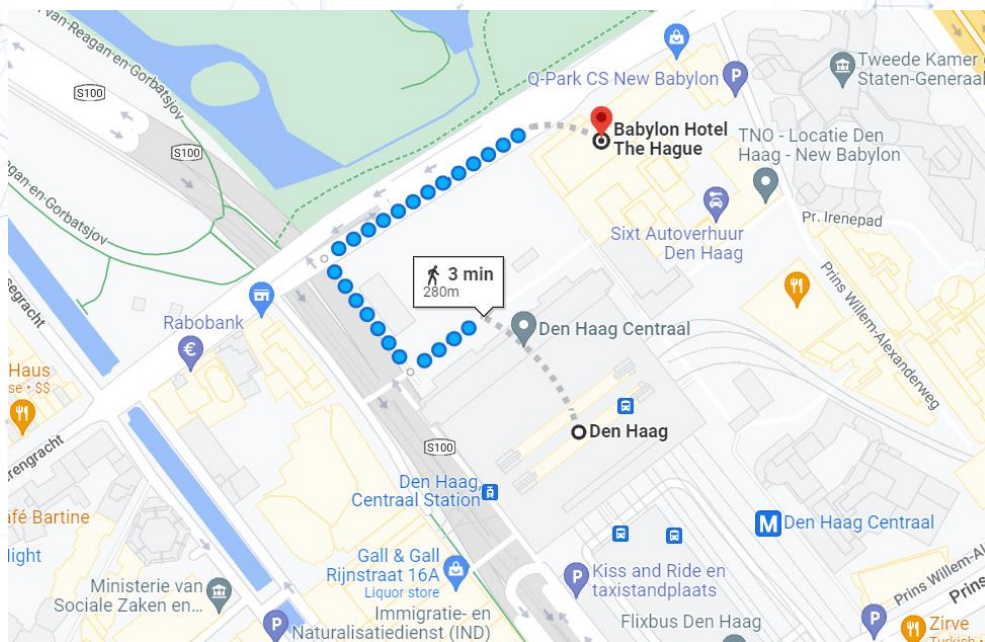 van-Reagan en Gorbatsjov
S100
S100
Q-Park CS New Babylon
P
Tweede Kamer
Staten-Generaal
Babylon Hotel
The Hague
TNO - Locatie Den
Haag - New Babylon
en Gorbatsjov
Sixt Autoverhuur
Den Haag
Pr. Irenepad
3 min
280m
Prins Willem-Alexanderweg
Rabobank
€
Den Haag Centraal
Haus
$$
Den Haag
S100
Den Haag,
Centraal Station
M Den Haag Centraal
afé Bartine
Gall & Gall
Rijnstraat 16A
Liquor store
P
Kiss and Ride en
taxistandplaats
Ministerie van
Sociale Zaken en...
P
Immigratie- en
Naturalisatiedienst (IND)
Flixbus Den Haag
P
Prins Willem-Al
Prins
Zirve